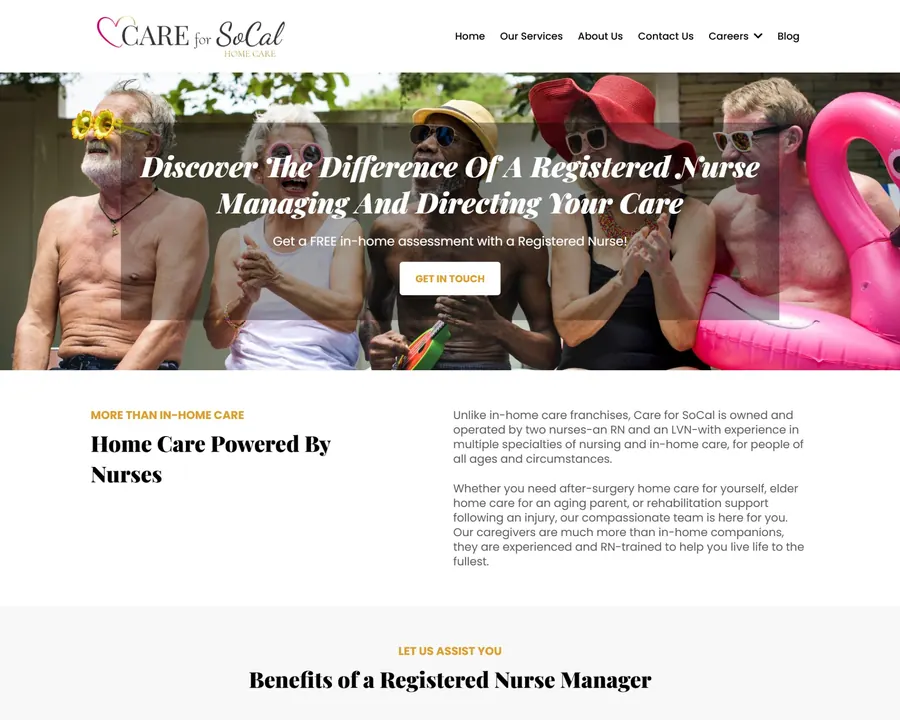 CARE for SoCal
HOME CARE
Home Our Services About Us Contact Us Careers Blog
Discover The Difference Of A Registered Nurse
Managing And Directing Your Care
Get a FREE in-home assessment with a Registered Nurse!
GET IN TOUCH
MORE THAN IN-HOME CARE
Home Care Powered By
Nurses
Unlike in-home care franchises, Care for SoCal is owned and
operated by two nurses-an RN and an LVN-with experience in
multiple specialties of nursing and in-home care, for people of
all ages and circumstances.
Whether you need after-surgery home care for yourself, elder
home care for an aging parent, or rehabilitation support
following an injury, our compassionate team is here for you.
Our caregivers are much more than in-home companions,
they are experienced and RN-trained to help you live life to the
fullest.
LET US ASSIST YOU
Benefits of a Registered Nurse Manager